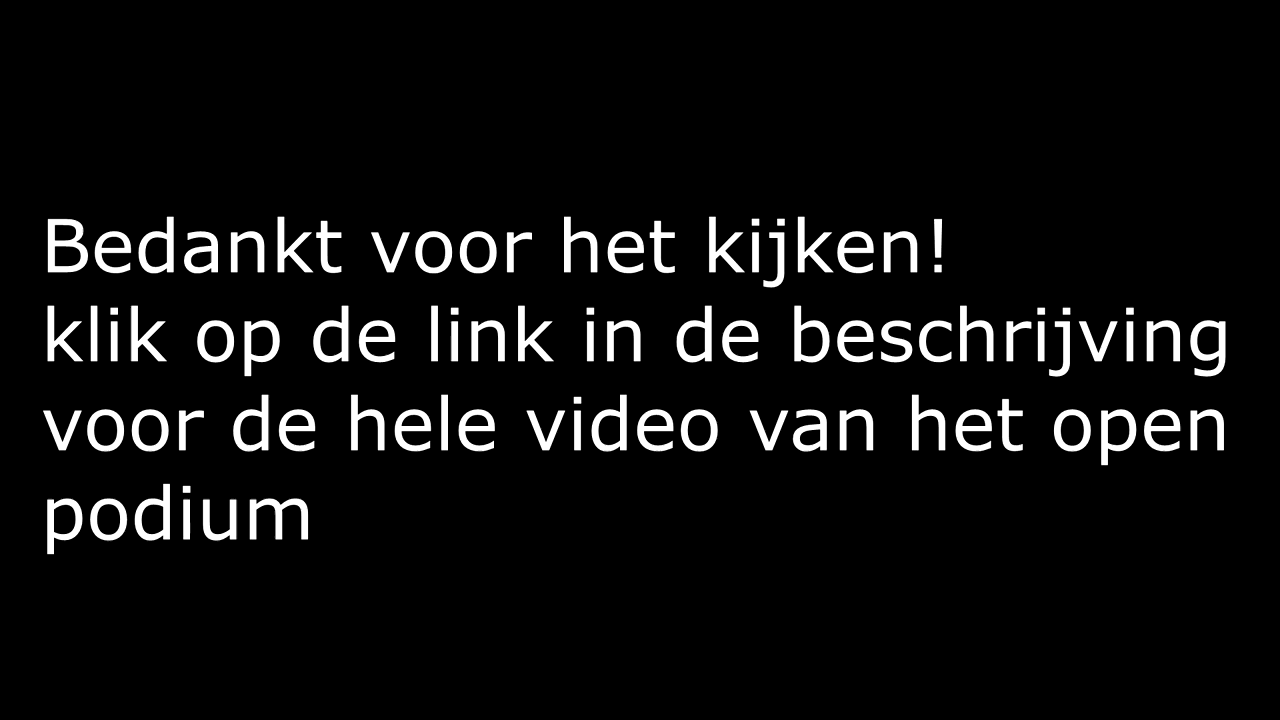 Bedankt voor het kijken!
klik op de link in de beschrijving
voor de hele video van het open
podium